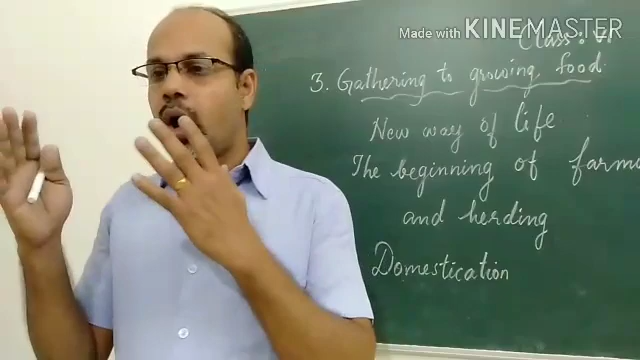 Made with KINEMASTER
Class: VI
3. Gathering to growing food.
New way of life
The beginning of farm
and herding
Domestication